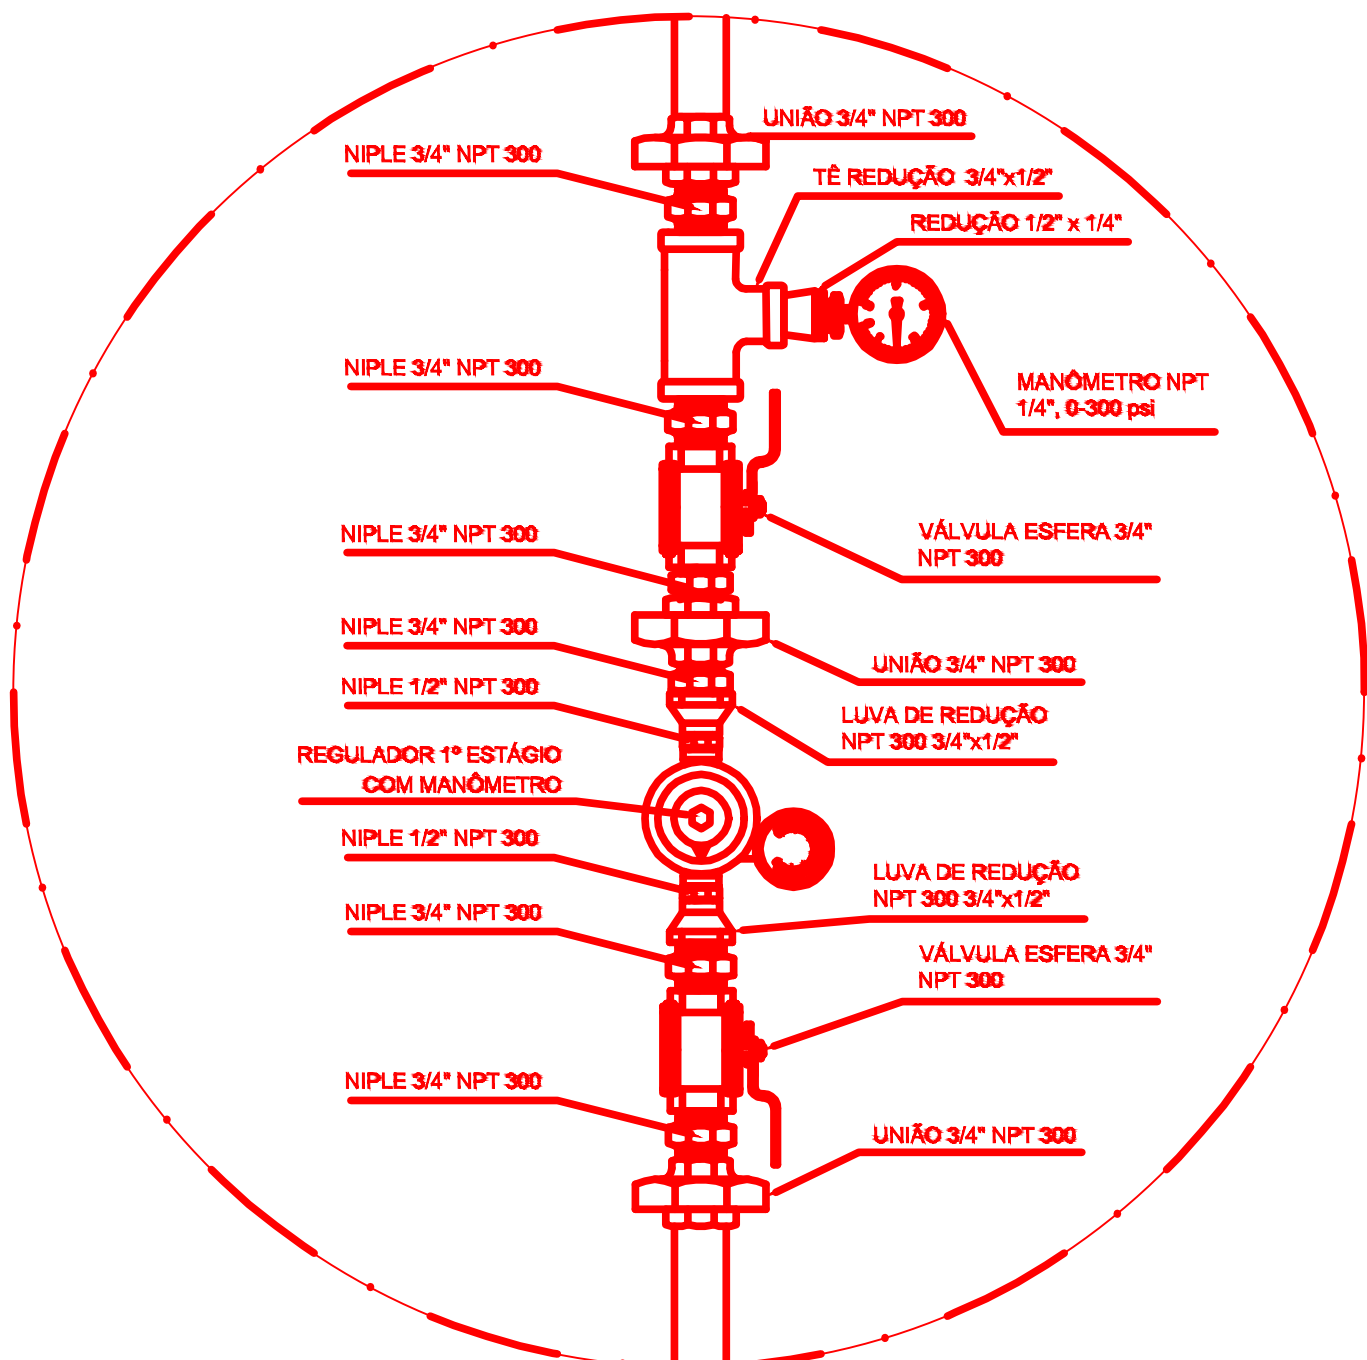 UNIÃO 3/4" NPT 300
NIPLE 3/4" NPT 300
TÊ REDUÇÃO 3/4"x1/2"
REDUÇÃO 1/2" x 1/4"
NIPLE 3/4" NPT 300
MANÔMETRO NPT
1/4", 0-300 psi
NIPLE 3/4" NPT 300
VÁLVULA ESFERA 3/4"
NPT 300
NIPLE 3/4" NPT 300
UNIÃO 3/4" NPT 300
NIPLE 1/2" NPT 300
LUVA DE REDUÇÃO
NPT 300 3/4"x1/2"
REGULADOR 1º ESTÁGIO
COM MANÔMETRO
NIPLE 1/2" NPT 300
LUVA DE REDUÇÃO
NPT 300 3/4"x1/2"
NIPLE 3/4" NPT 300
VÁLVULA ESFERA 3/4"
NPT 300
NIPLE 3/4" NPT 300
UNIÃO 3/4" NPT 300